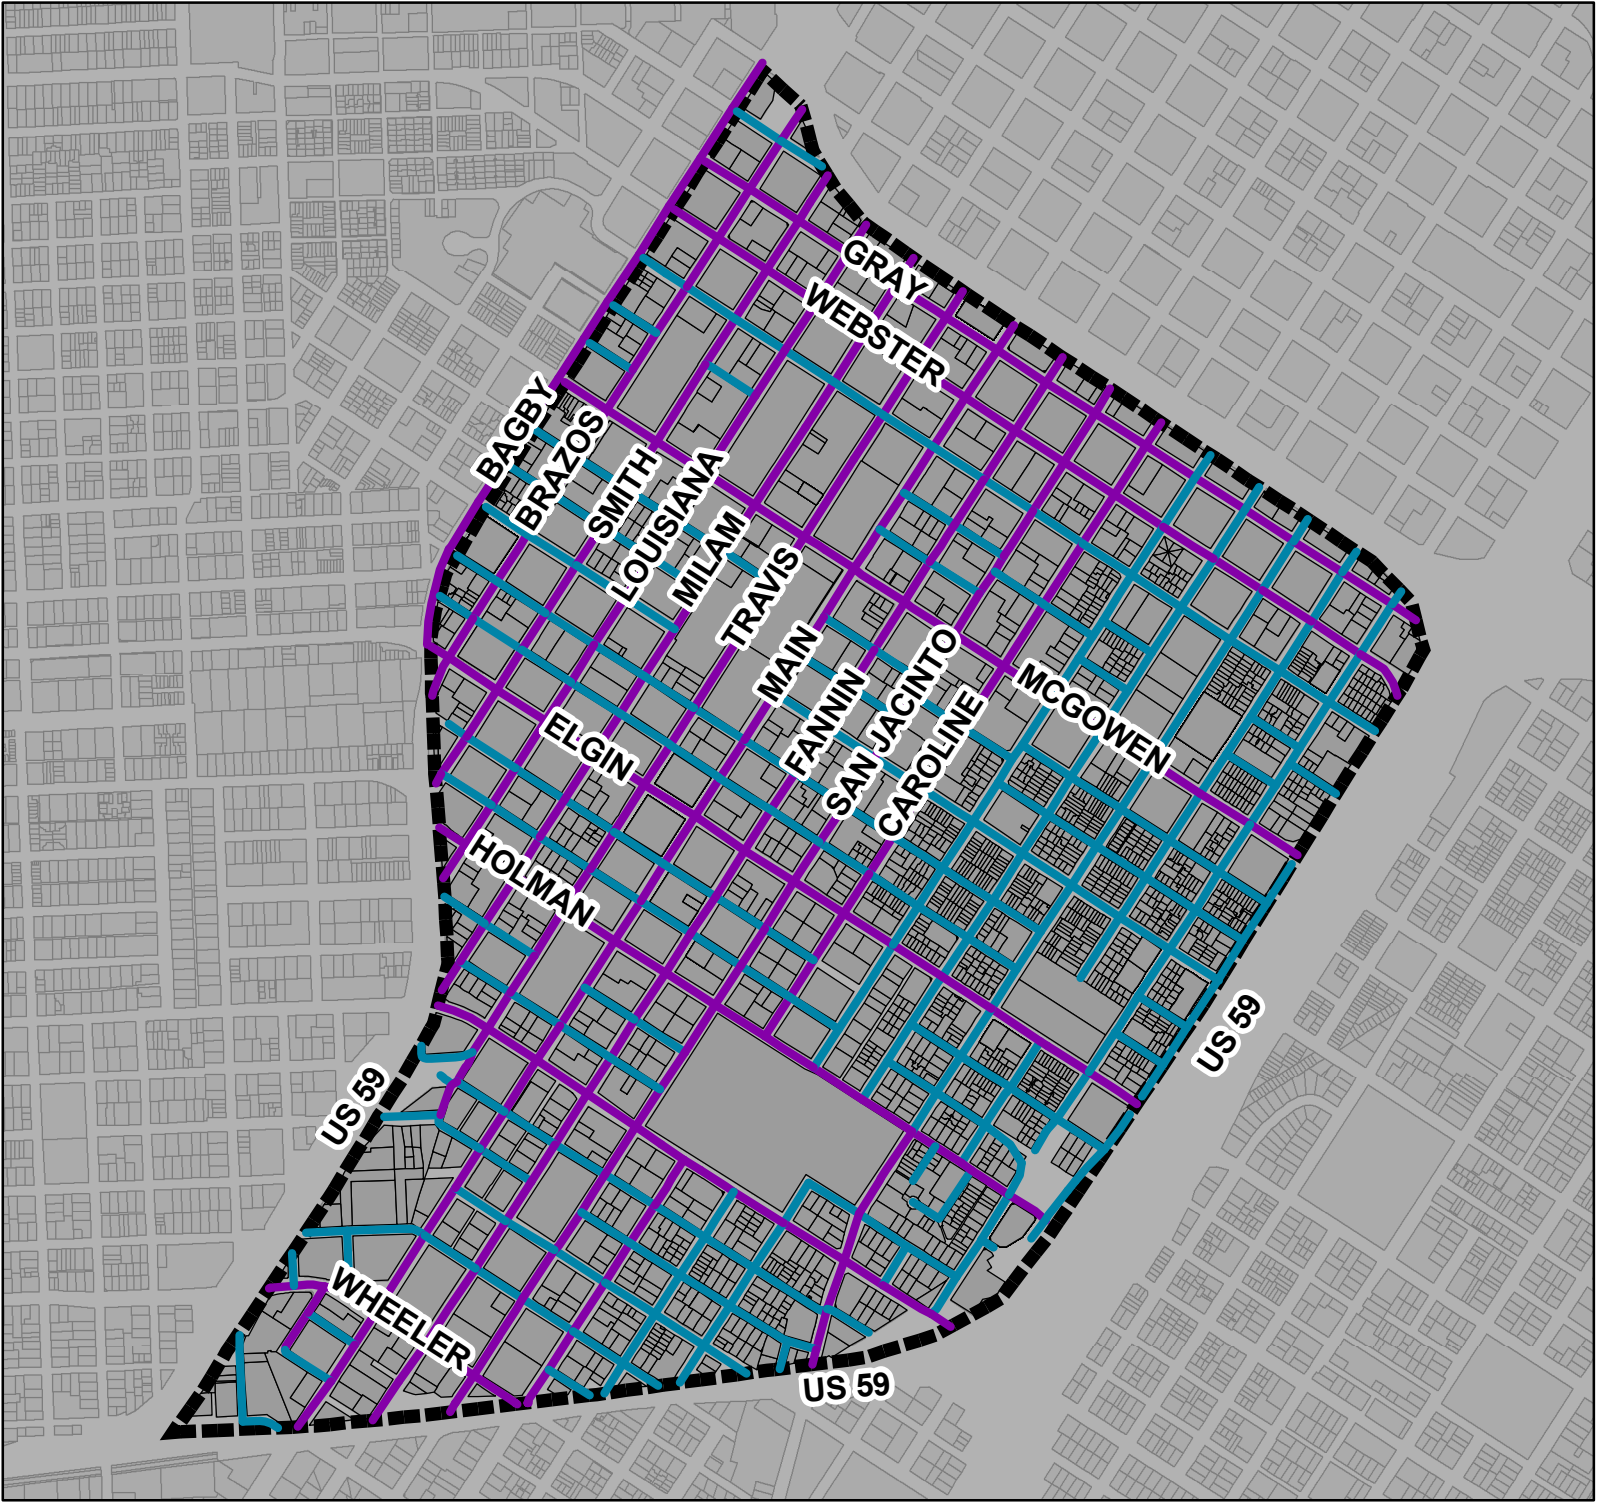 GRAY
WEBSTER
BAGBY
BRAZOS
SMITH
LOUISIANA
MILAM
TRAVIS
MAIN
FANNIN
SAN JACINTO
CAROLINE
MCGOWEN
ELGIN
HOLMAN
US 59
US 59
WHEELER
US 59